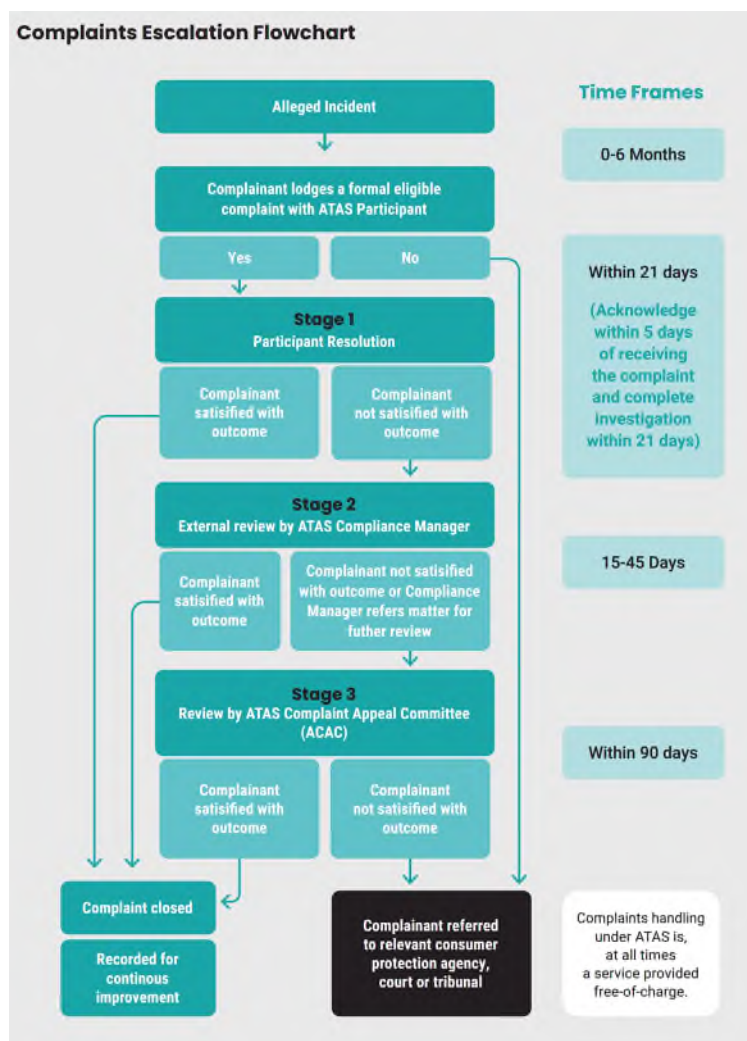 Complaints Escalation Flowchart
Alleged Incident
Time Frames
0-6 Months
Complainant lodges a formal eligible
complaint with ATAS Participant
Yes
No
Within 21 days
(Acknowledge
within 5 days
of receiving
the complaint
and complete
investigation
within 21 days)
Stage 1
Participant Resolution
Complainant
satisified with
outcome
Complainant
not satisified with
outcome
Stage 2
External review by ATAS Compliance Manager
15-45 Days
Complainant
satisified with
outcome
Complainant not satisified
with outcome or Compliance
Manager refers matter for
futher review
Stage 3
Review by ATAS Complaint Appeal Committee
(ACAC)
Within 90 days
Complainant
satisified with
outcome
Complainant
not satisified with
outcome
Complaint closed
Recorded for
continous
improvement
Complainant referred
to relevant consumer
protection agency,
court or tribunal
Complaints handling
under ATAS is,
at all times
a service provided
free-of-charge.